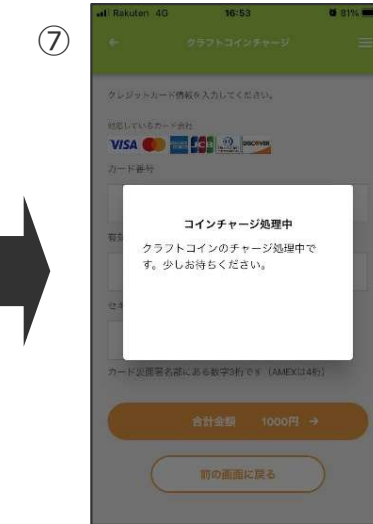 ⑦
Rakuten 4G 16:53 81%
クラフトコインチャージ
クレジットカード情報を入力してください。
対応しているカード会社
VISA JCB DISCOVER
カード番号
コインチャージ処理中
クラフトコインのチャージ処理中で
す。少しお待ちください。
有効
セキ
カード裏面署名部にある数字3桁です（AMEXは4桁）
合計金額 1000円 →
前の画面に戻る